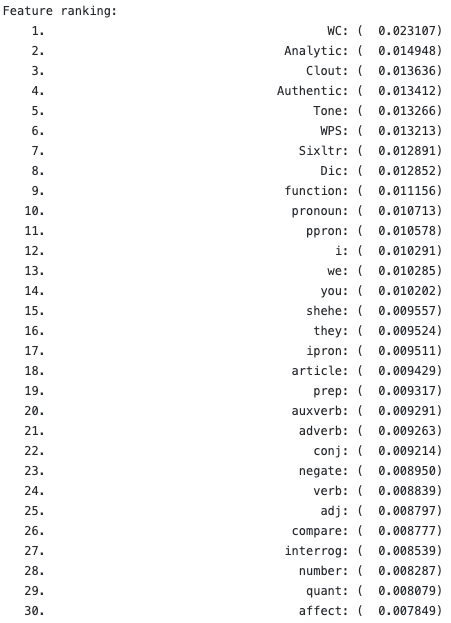 Feature ranking:
1. WC: ( 0.023107)
2. Analytic: ( 0.014948)
3. Clout: ( 0.013636)
4. Authentic: ( 0.013412)
5. Tone: ( 0.013266)
6. WPS: ( 0.013213)
7. Sixltr: ( 0.012891)
8. Dic: ( 0.012852)
9. function: ( 0.011156)
10. pronoun: ( 0.010713)
11. ppron: ( 0.010578)
12. i: ( 0.010291)
13. we: ( 0.010285)
14. you: ( 0.010202)
15. shehe: ( 0.009557)
16. they: ( 0.009524)
17. ipron: ( 0.009511)
18. article: ( 0.009429)
19. prep: ( 0.009317)
20. auxverb: ( 0.009291)
21. adverb: ( 0.009263)
22. conj: ( 0.009214)
23. negate: ( 0.008950)
24. verb: ( 0.008839)
25. adj: ( 0.008797)
26. compare: ( 0.008777)
27. interrog: ( 0.008539)
28. number: ( 0.008287)
29. quant: ( 0.008079)
30. affect: ( 0.007849)